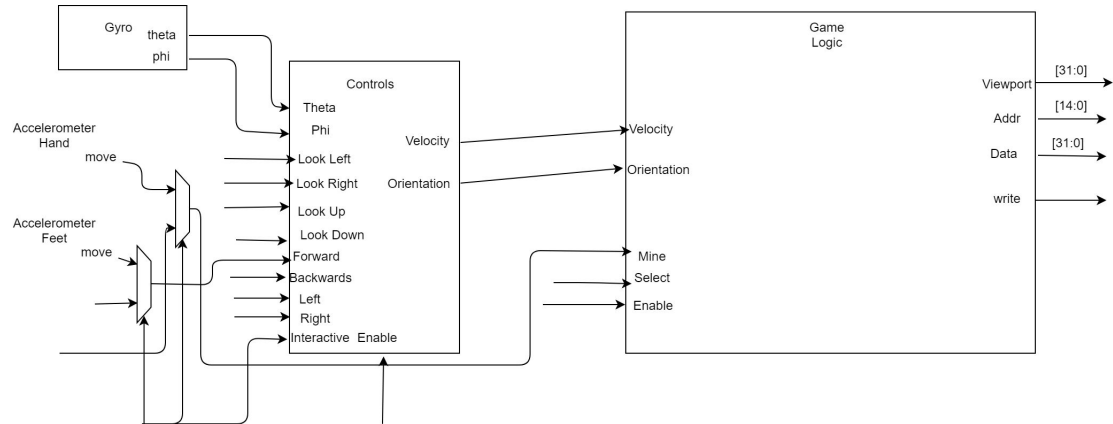 Gyro
theta
phi
Accelerometer
Hand
move
Accelerometer
Feet
move
Controls
Theta
Phi
Look Left
Look Right
Look Up
Look Down
Forward
Backwards
Left
Right
Interactive Enable
Velocity
Orientation
Game
Logic
Velocity
Orientation
Mine
Select
Enable
Viewport
[31:0]
Addr
[14:0]
Data
[31:0]
write